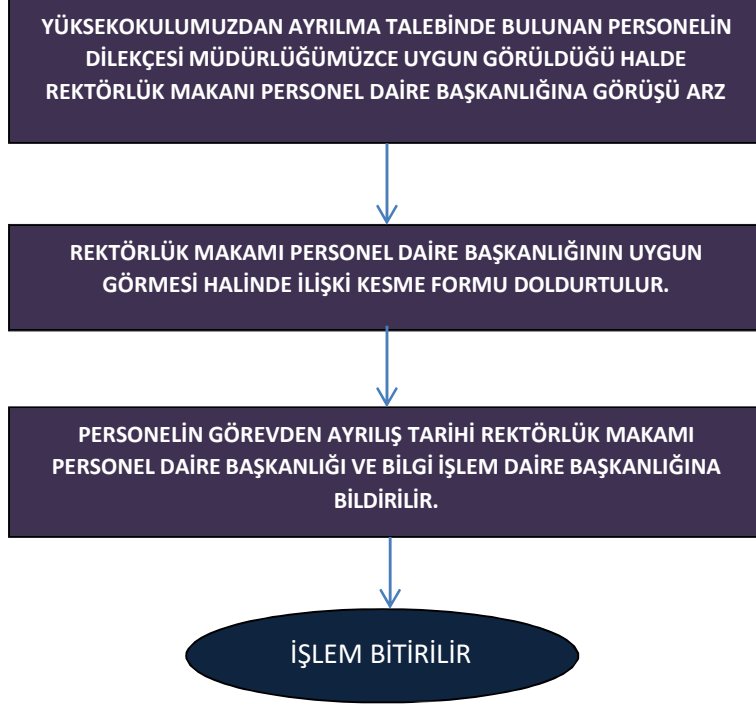 YÜKSEKOKULUMUZDAN AYRILMA TALEBİNDE BULUNAN PERSONELİN
DİLEKÇESİ MÜDÜRLÜĞÜMÜZCE UYGUN GÖRÜLDÜĞÜ HALDE
REKTÖRLÜK MAKANI PERSONEL DAİRE BAŞKANLIĞINA GÖRÜŞÜ ARZ
REKTÖRLÜK MAKAMI PERSONEL DAİRE BAŞKANLIĞININ UYGUN
GÖRMESİ HALİNDE İLİŞKİ KESME FORMU DOLDURTULUR.
PERSONELİN GÖREVDEN AYRILIŞ TARİHİ REKTÖRLÜK MAKAMI
PERSONEL DAİRE BAŞKANLIĞI VE BİLGİ İŞLEM DAİRE BAŞKANLIĞINA
BİLDİRİLİR.
İŞLEM BİTİRİLİR